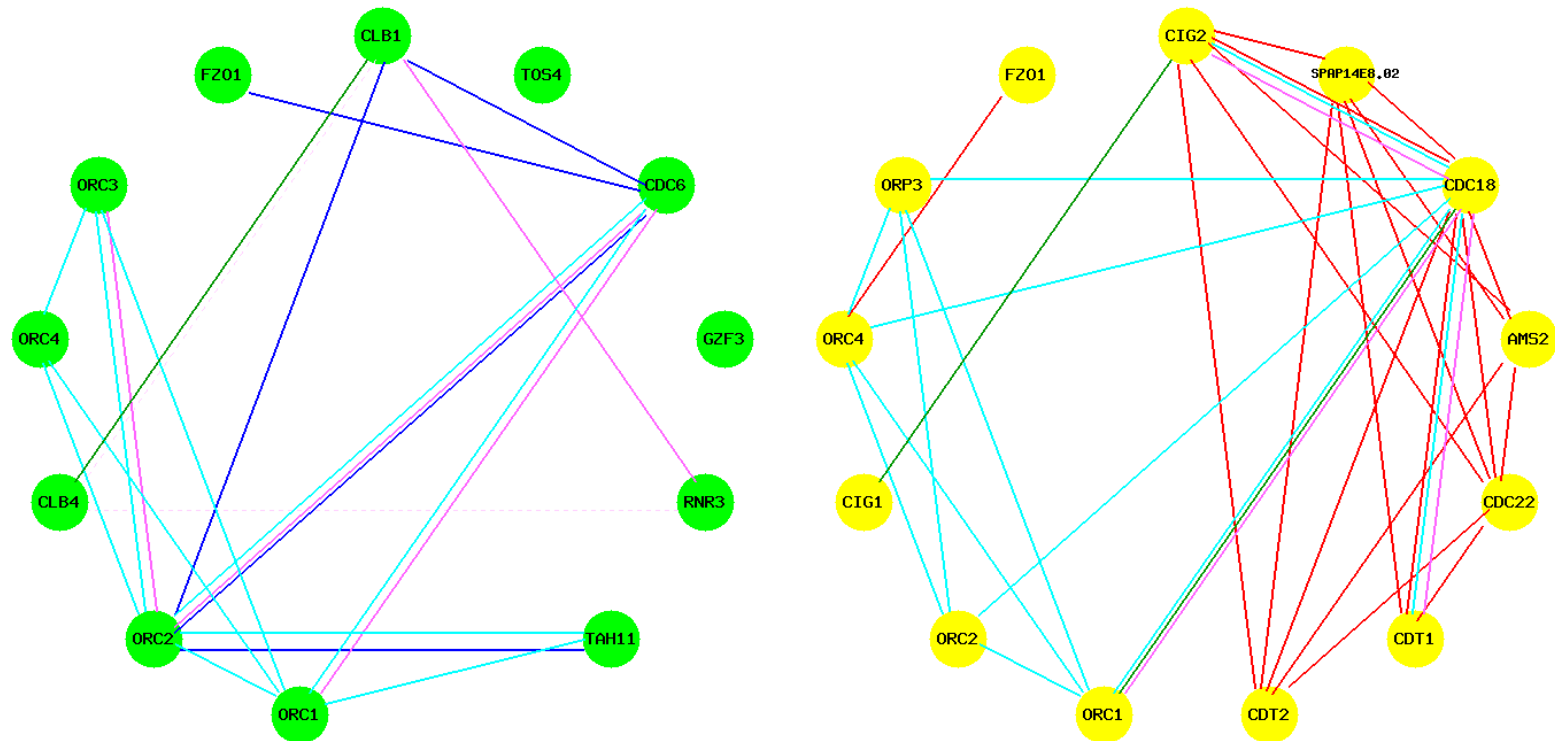 CLB1
FZO1
TOS4
ORC3
CDC6
ORC4
GZF3
CLB4
RNR3
ORC2
TAH11
ORC1
CIG2
FZO1
SPAP14E8.02
ORP3
CDC18
ORC4
AMS2
CIG1
CDC22
ORC2
CDT1
ORC1
CDT2